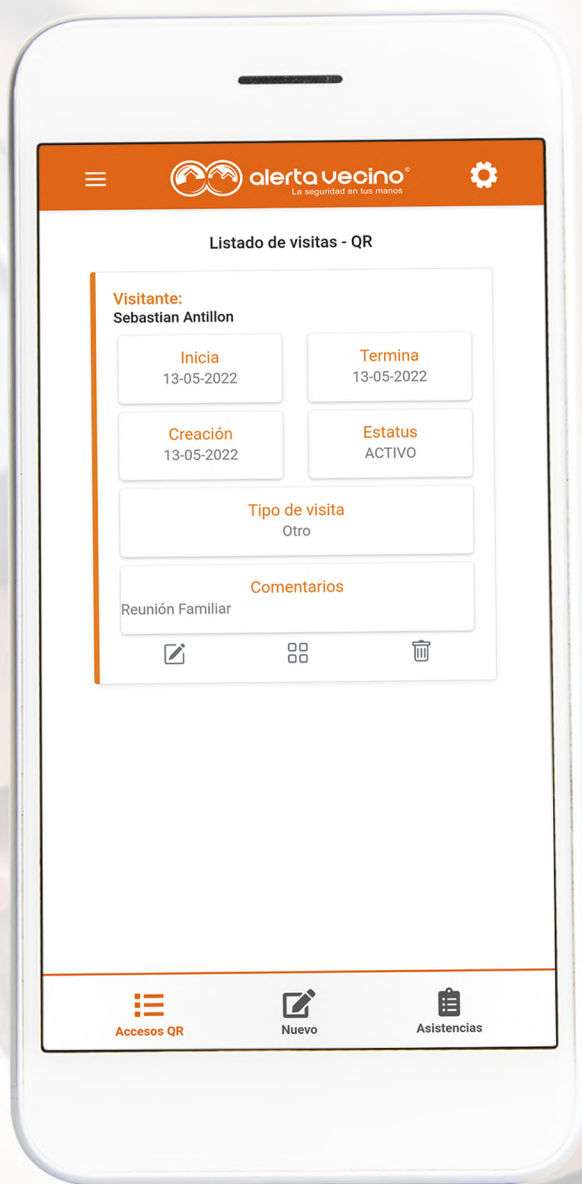 alerta vecino®
La seguridad en tus manos
Listado de visitas - QR
Visitante:
Sebastian Antillon
Inicia
13-05-2022
Termina
13-05-2022
Creación
13-05-2022
Estatus
ACTIVO
Tipo de visita
Otro
Comentarios
Reunión Familiar
Accesos QR
Nuevo
Asistencias